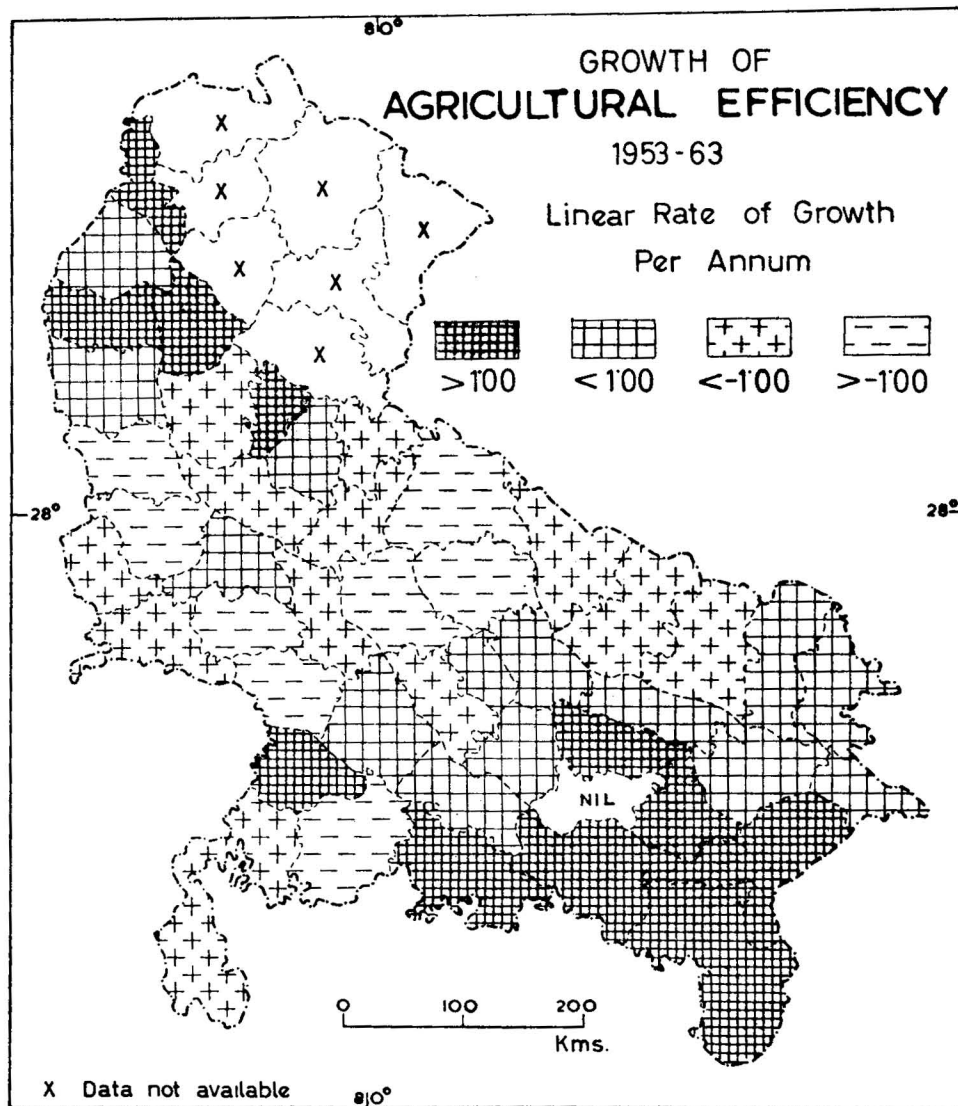 80°
GROWTH OF
AGRICULTURAL EFFICIENCY
1953-63
Linear Rate of Growth
Per Annum
>1·00 <1·00 <-1·00 >-1·00
X
X X
X
X X
X
28° 28°
NIL
0 100 200
Kms.
X Data not available
80°